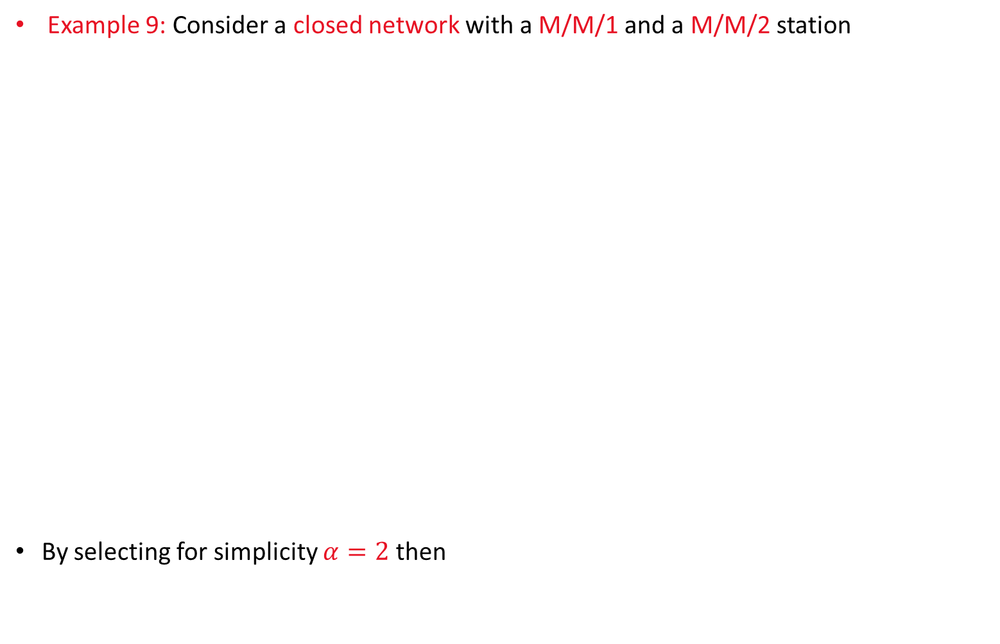 • Example 9: Consider a closed network with a M/M/1 and a M/M/2 station
• By selecting for simplicity α = 2 then